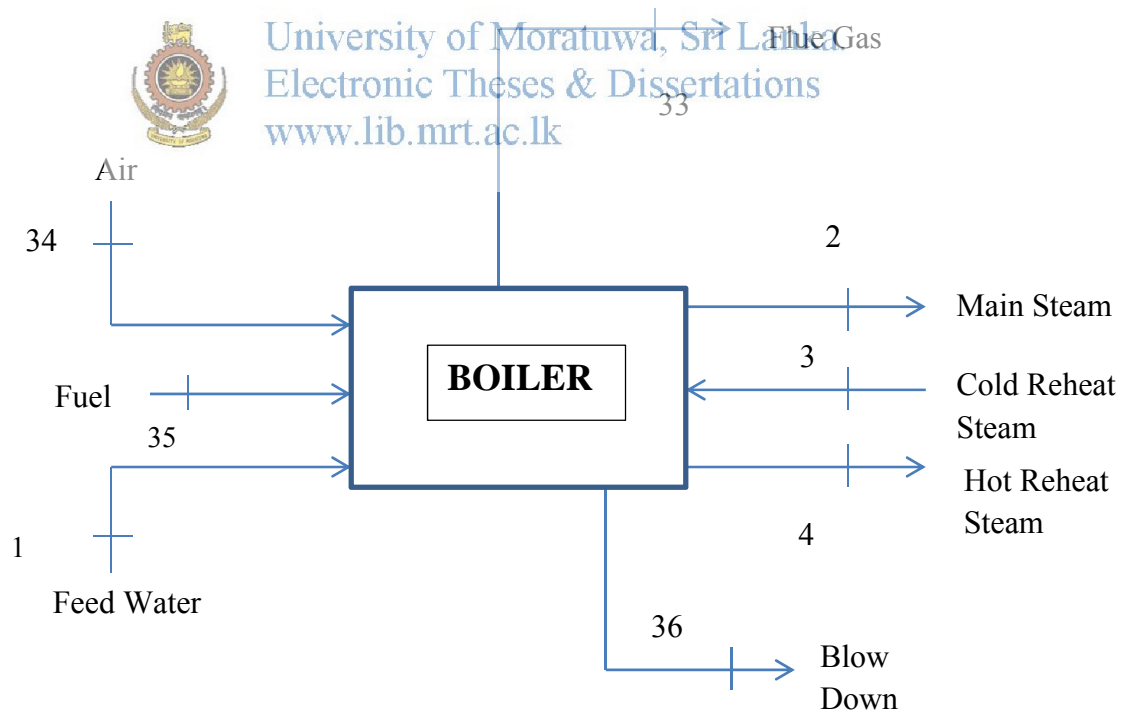 University of Moratuwa, Sri Lanka
Electronic Theses & Dissertations
www.lib.mrt.ac.lk
Flue Gas
33
Air
34
2
Main Steam
BOILER
3
Fuel
Cold Reheat
Steam
35
Hot Reheat
Steam
1
4
Feed Water
36
Blow
Down